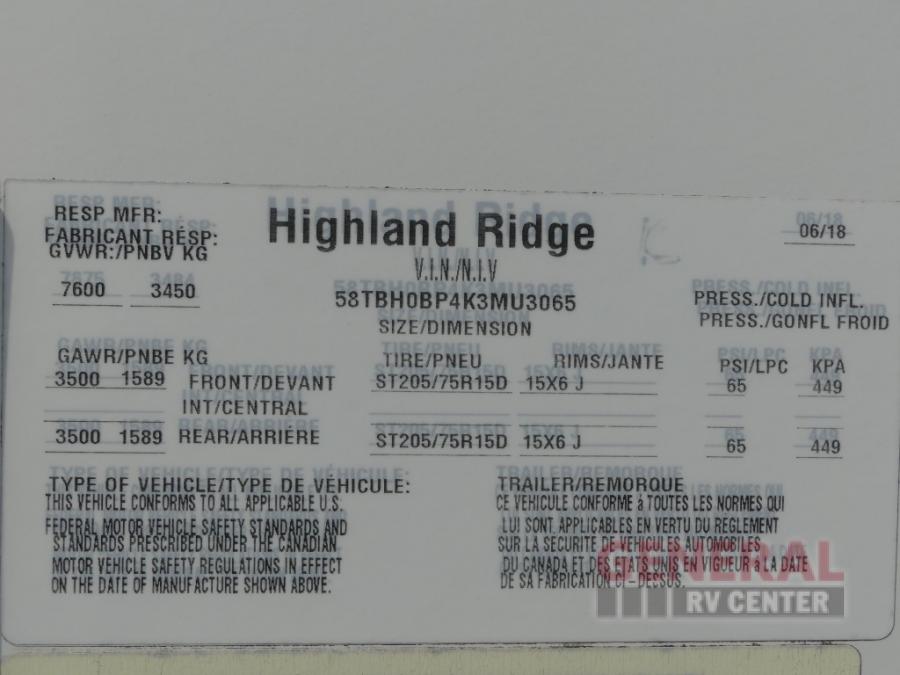 RESP MFR: Highland Ridge 06/18
FABRICANT RÉSP:
GVWR:/PNBV KG V.I.N./N.I.V
7600 3450 58TBH0BP4K3MU3065 PRESS./COLD INFL.
SIZE/DIMENSION PRESS./GONFL FROID
GAWR/PNBE KG TIRE/PNEU RIMS/JANTE PSI/LPC KPA
3500 1589 FRONT/DEVANT ST205/75R15D 15X6 J 65 449
INT/CENTRAL
3500 1589 REAR/ARRIÉRE ST205/75R15D 15X6 J 65 449
TYPE OF VEHICLE/TYPE DE VÉHICULE: TRAILER/REMORQUE
THIS VEHICLE CONFORMS TO ALL APPLICABLE U.S.
FEDERAL MOTOR VEHICLE SAFETY STANDARDS AND
STANDARDS PRESCRIBED UNDER THE CANADIAN
MOTOR VEHICLE SAFETY REGULATIONS IN EFFECT
ON THE DATE OF MANUFACTURE SHOWN ABOVE.
CE VEHICULE CONFORME á TOUTES LES NORMES QUI
LUI SONT APPLICABLES EN VERTU DU REGLEMENT
SUR LA SECURITE DE VEHICULES AUTOMOBILES
DU CANADA ET DES ETATS UNIS EN VIGUEUR á LA DATE
DE SA FABRICATION CI-DESSUS.
GENERAL
RV CENTER